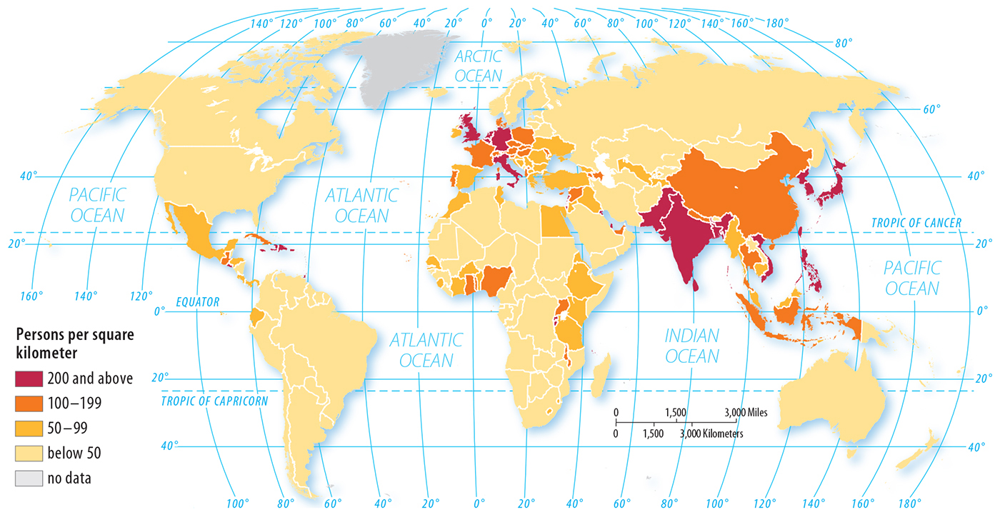 140° 120° 100° 80° 60° 40° 20° 0° 20° 40° 60° 80° 100° 120° 140° 160° 180°
80°
ARCTIC
OCEAN
60°
40°
40°
PACIFIC
OCEAN
ATLANTIC
OCEAN
TROPIC OF CANCER
20°
20°
PACIFIC
OCEAN
160° 140° 120°
EQUATOR
0°
0°
Persons per square
kilometer
200 and above
100–199
50–99
below 50
no data
ATLANTIC
OCEAN
INDIAN
OCEAN
20°
20°
TROPIC OF CAPRICORN
0 1,500 3,000 Miles
0 1,500 3,000 Kilometers
40°
40°
100° 80° 60° 40° 20° 0° 20° 40° 60° 80° 100° 120° 140° 160° 180°